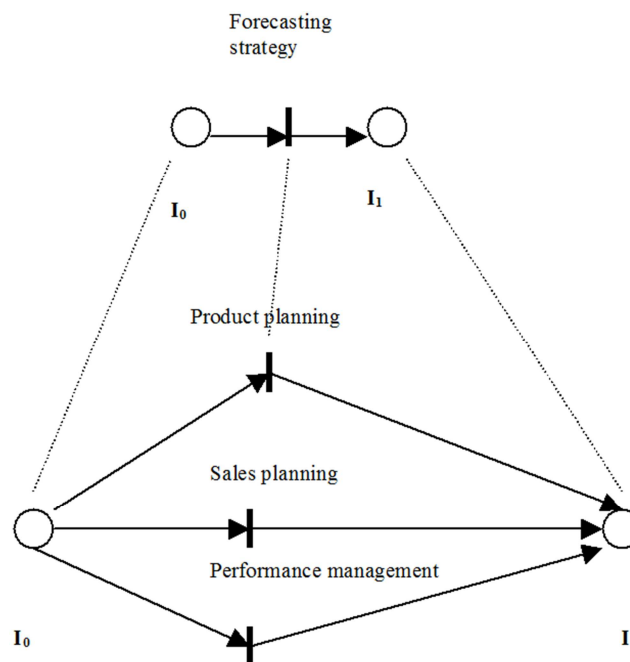 Forecasting
strategy
I₀
I₁
Product planning
Sales planning
Performance management
I₀
I